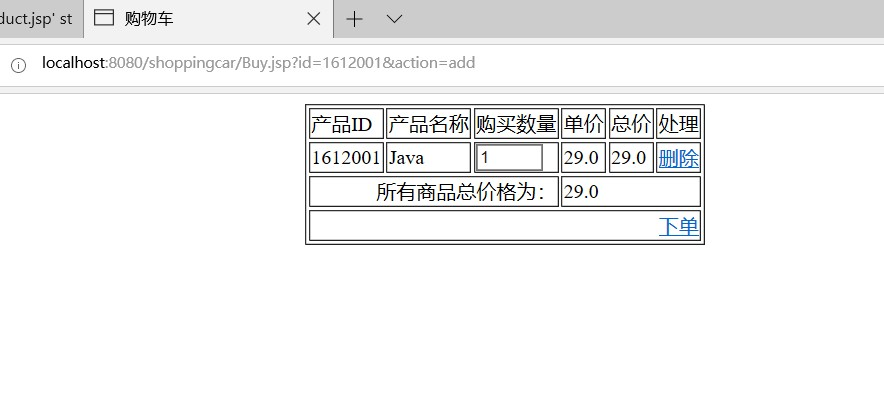 duct.jsp' st
购物车
localhost:8080/shoppingcar/Buy.jsp?id=1612001&action=add
产品ID 产品名称 购买数量 单价 总价 处理
1612001 Java 1 29.0 29.0 删除
所有商品总价格为： 29.0
下单